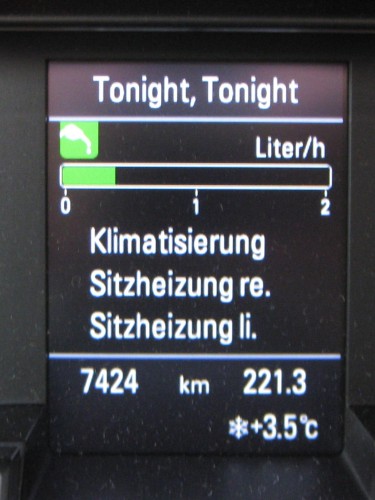 Tonight, Tonight
Liter/h
0 1 2
Klimatisierung
Sitzheizung re.
Sitzheizung li.
7424 km 221.3
+3.5°C